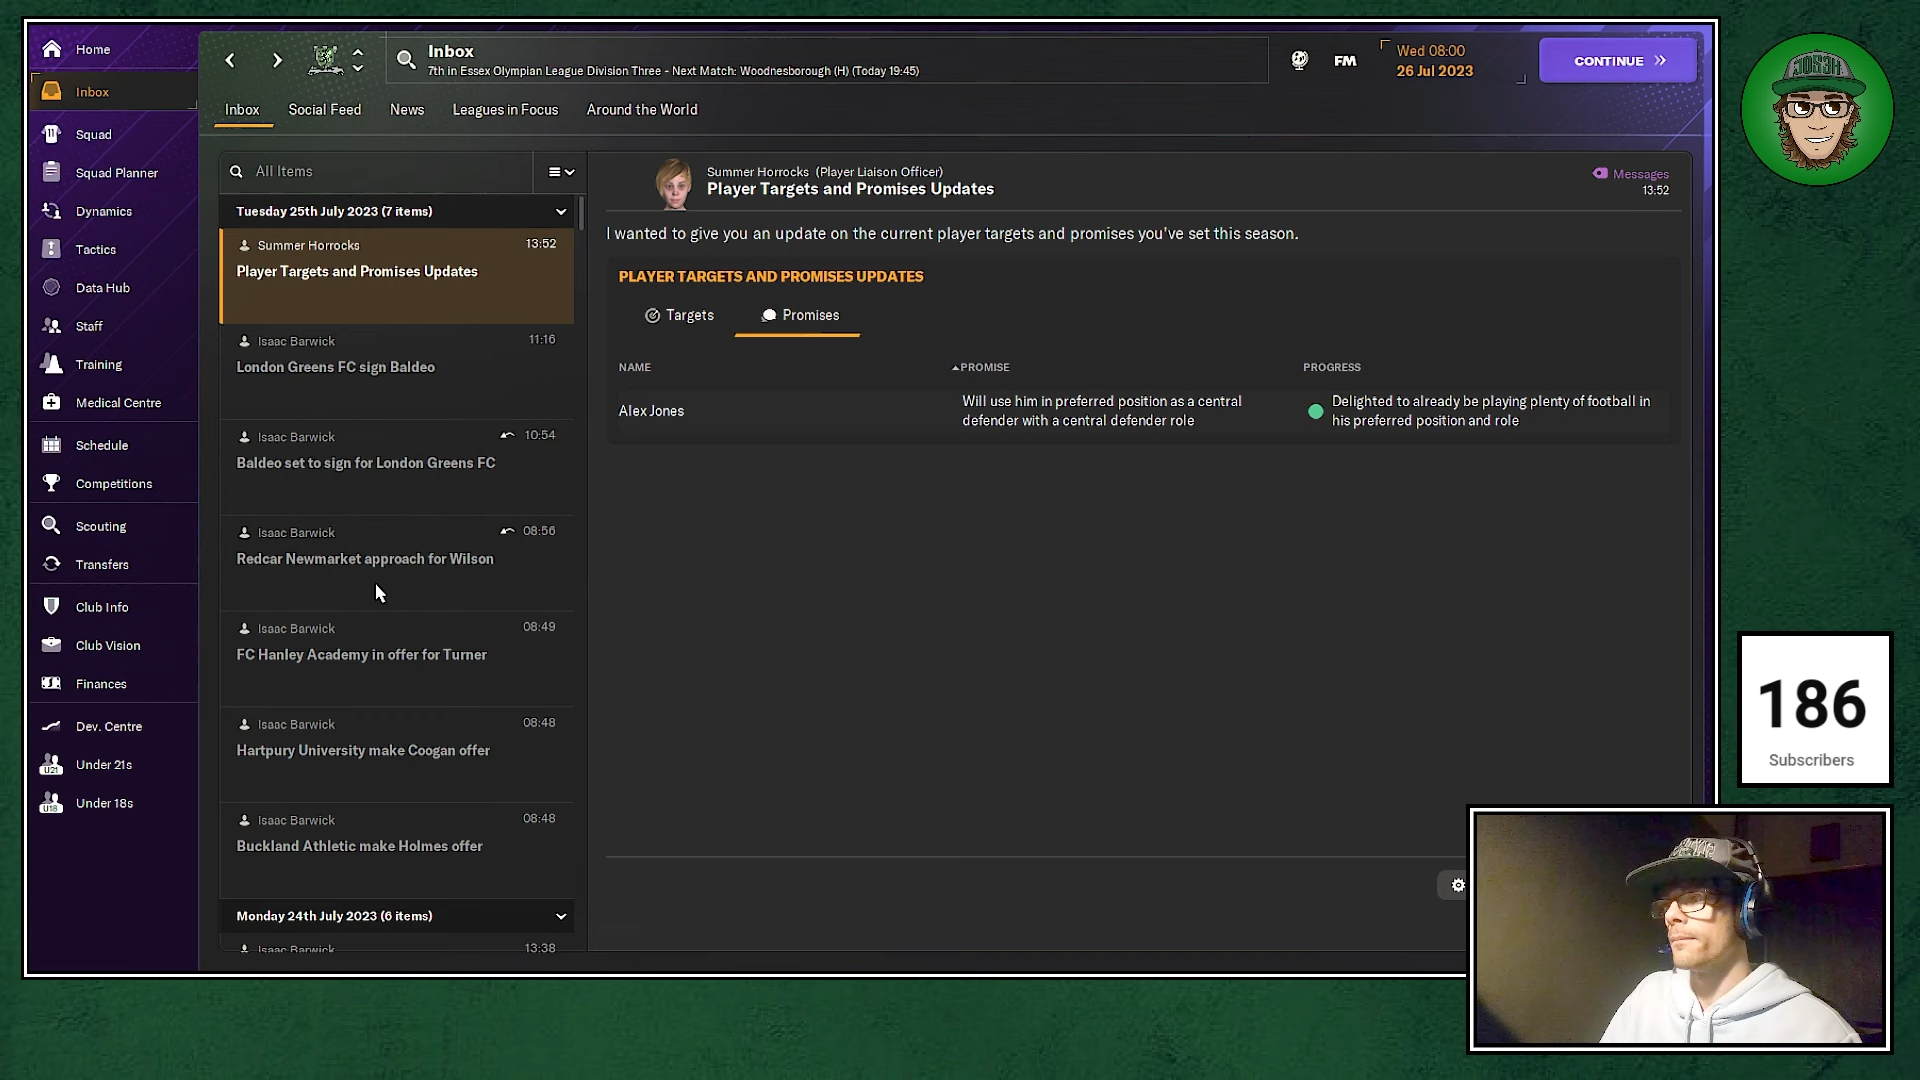 Home
Inbox
Squad
Squad Planner
Dynamics
Tactics
Data Hub
Staff
Training
Medical Centre
Schedule
Competitions
Scouting
Transfers
Club Info
Club Vision
Finances
Dev. Centre
U21 Under 21s
U18 Under 18s
Inbox
7th in Essex Olympian League Division Three - Next Match: Woodnesborough (H) (Today 19:45)
FM
Wed 08:00
26 Jul 2023
CONTINUE
Inbox Social Feed News Leagues in Focus Around the World
All Items
Tuesday 25th July 2023 (7 items)
Summer Horrocks 13:52
Player Targets and Promises Updates
Isaac Barwick 11:16
London Greens FC sign Baldeo
Isaac Barwick 10:54
Baldeo set to sign for London Greens FC
Isaac Barwick 08:56
Redcar Newmarket approach for Wilson
Isaac Barwick 08:49
FC Hanley Academy in offer for Turner
Isaac Barwick 08:48
Hartpury University make Coogan offer
Isaac Barwick 08:48
Buckland Athletic make Holmes offer
Monday 24th July 2023 (6 items)
Isaac Barwick 13:38
Summer Horrocks (Player Liaison Officer)
Player Targets and Promises Updates
Messages
13:52
I wanted to give you an update on the current player targets and promises you've set this season.
PLAYER TARGETS AND PROMISES UPDATES
Targets Promises
NAME PROMISE PROGRESS
Alex Jones
Will use him in preferred position as a central
defender with a central defender role
Delighted to already be playing plenty of football in
his preferred position and role
186
Subscribers